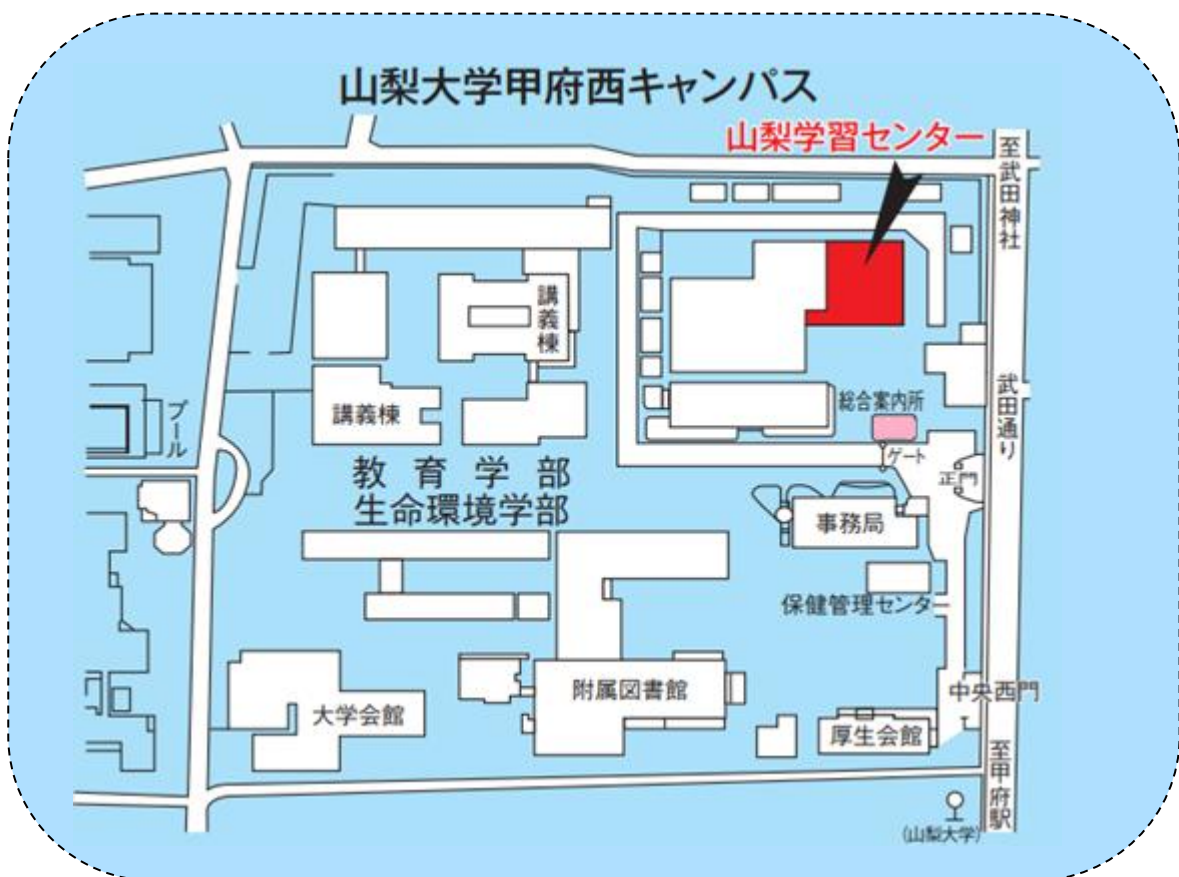 山梨大学甲府西キャンパス
山梨学習センター
至武田神社
講義棟
講義棟
プール
総合案内所
武田通り
ゲート
正門
教育学部
生命環境学部
事務局
保健管理センター
附属図書館
中央西門
大学会館
厚生会館
至甲府駅
(山梨大学)